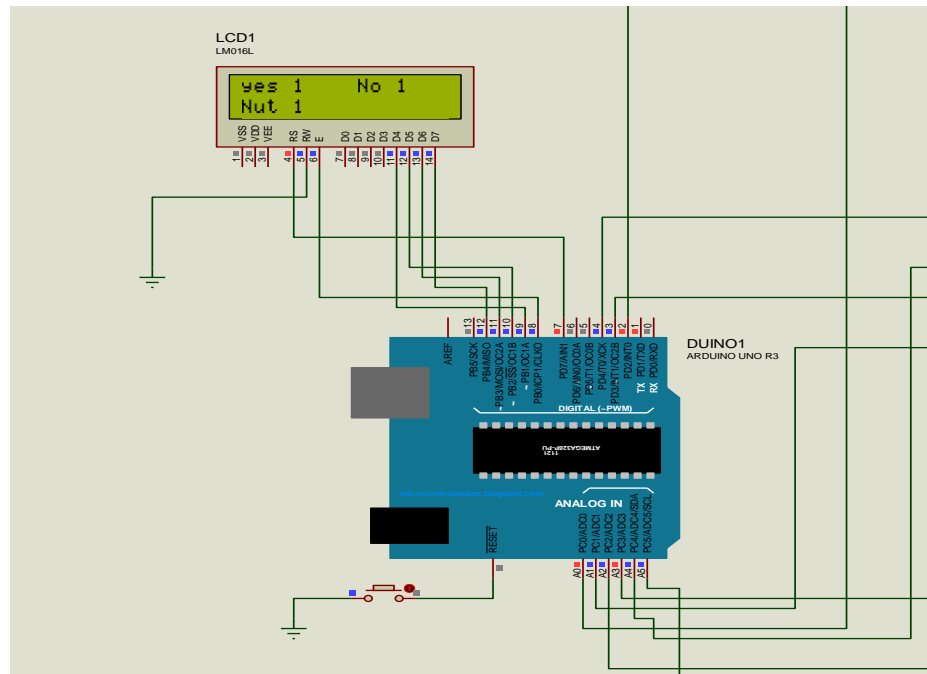 LCD1
LM016L
yes 1 No 1
Nut 1
VSS
VDD
VEE
RS
RW
E
D0
D1
D2
D3
D4
D5
D6
D7
1
2
3
4
5
6
7
8
9
10
11
12
13
14
13
12
11
10
9
8
7
6
5
4
3
2
1
0
AREF
PB5/SCK
PB4/MISO
~PB3/MOSI/OC2A
~PB2/SS/OC1B
~PB1/OC1A
PB0/ICP1/CLKO
PD7/AIN1
PD6/AIN0/OC0A
PD5/T1/OC0B
PD4/T0/XCK
PD3/INT1/OC2B
PD2/INT0
TX PD1/TXD
RX PD0/RXD
DUINO1
ARDUINO UNO R3
DIGITAL (~PWM)
ATMEGA328P-PU
1121
ANALOG IN
RESET
PC0/ADC0
PC1/ADC1
PC2/ADC2
PC3/ADC3
PC4/ADC4/SDA
PC5/ADC5/SCL
A0
A1
A2
A3
A4
A5